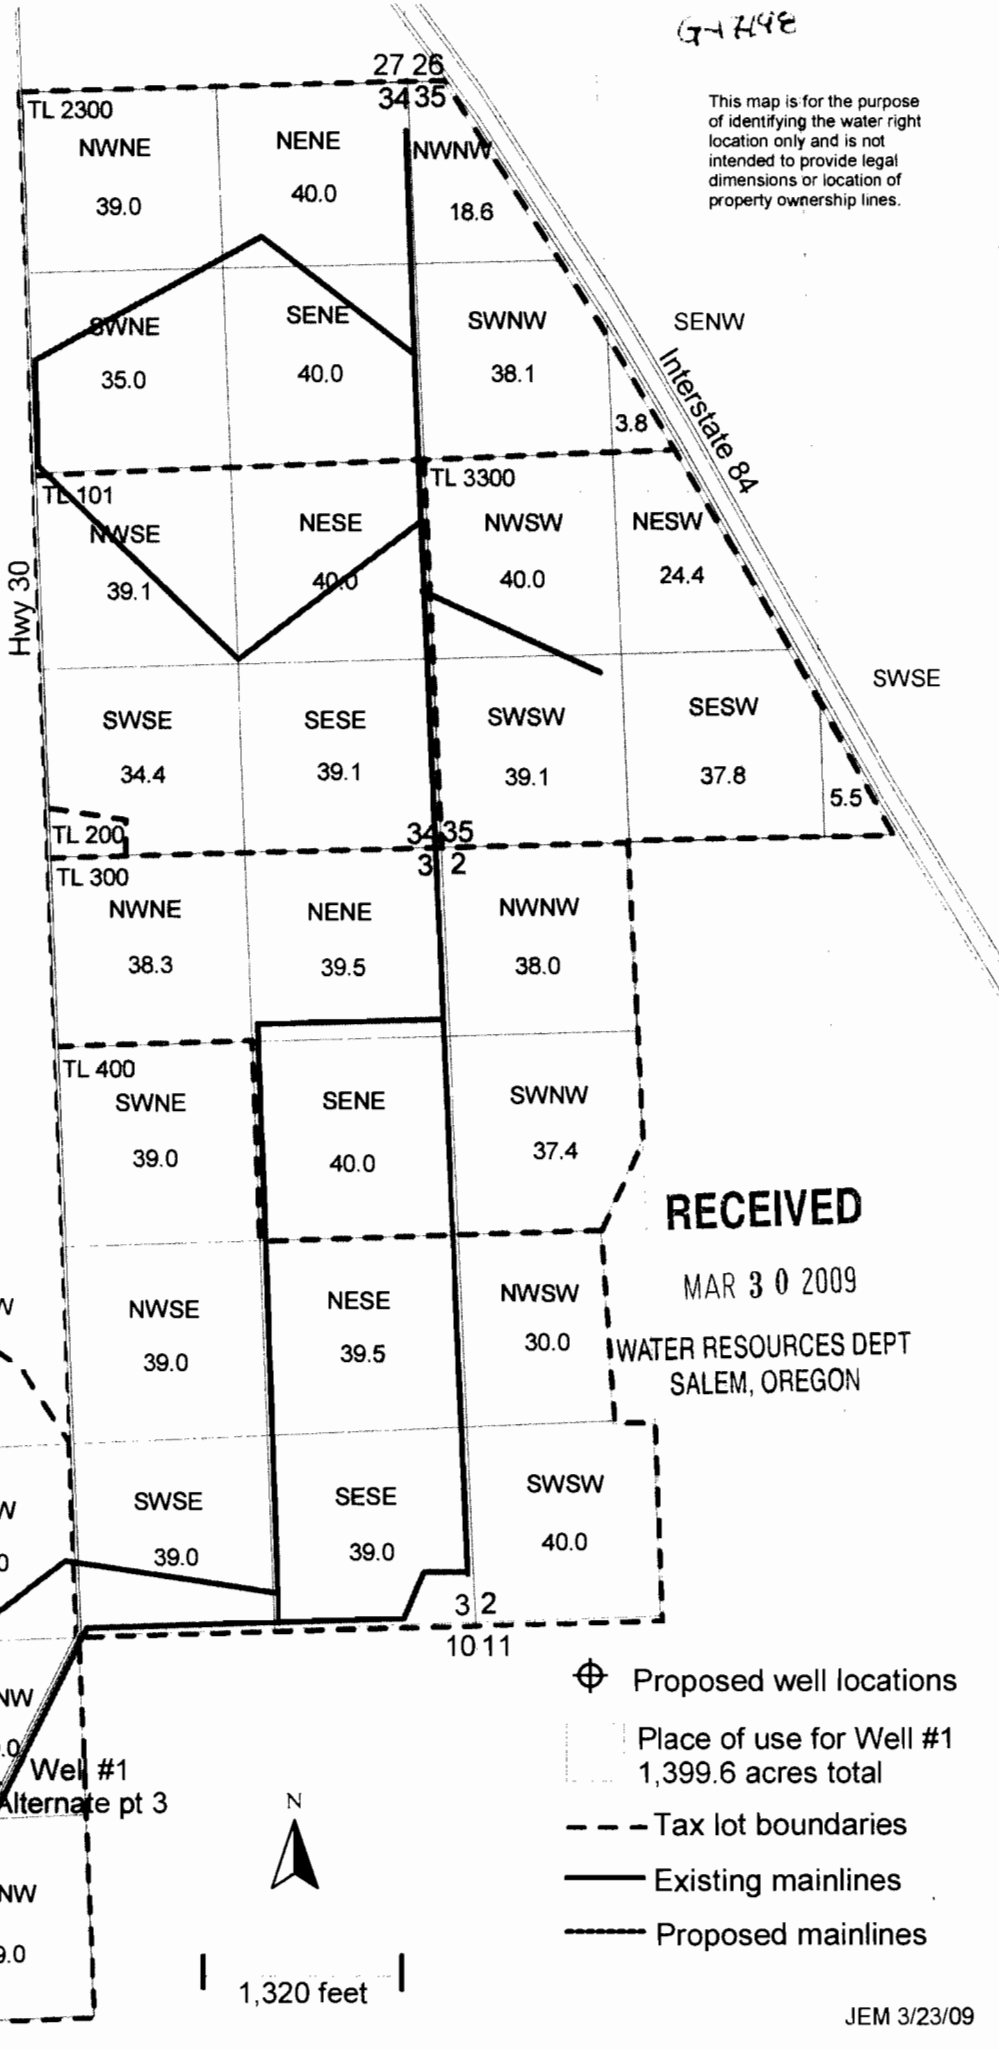 G-17198
27 26
34 35
This map is for the purpose
of identifying the water right
location only and is not
intended to provide legal
dimensions or location of
property ownership lines.
TL 2300
NWNE
NENE
NWNW
39.0
40.0
18.6
SWNE
SENE
SWNW
SENW
35.0
40.0
38.1
3.8
Interstate 84
TL 101
TL 3300
NWSE
NESE
NWSW
NESW
39.1
40.0
40.0
24.4
Hwy 30
SWSE
SESE
SWSW
SESW
SWSE
34.4
39.1
39.1
37.8
5.5
TL 200
34 35
3 2
TL 300
NWNE
NENE
NWNW
38.3
39.5
38.0
TL 400
SWNE
SENE
SWNW
39.0
40.0
37.4
RECEIVED
MAR 30 2009
WATER RESOURCES DEPT
SALEM, OREGON
W
NWSE
NESE
NWSW
39.0
39.5
30.0
W
SWSE
SESE
SWSW
0
39.0
39.0
40.0
3 2
10 11
NW
.0
Well #1
Alternate pt 3
NW
9.0
Proposed well locations
Place of use for Well #1
1,399.6 acres total
Tax lot boundaries
Existing mainlines
Proposed mainlines
N
1,320 feet
JEM 3/23/09